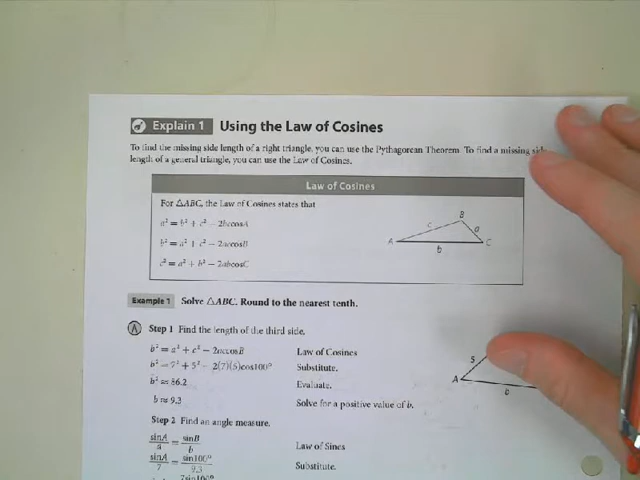 Explain 1 Using the Law of Cosines
To find the missing side length of a right triangle, you can use the Pythagorean Theorem. To find a missing side
length of a general triangle, you can use the Law of Cosines.
Law of Cosines
For △ABC, the Law of Cosines states that
a² = b² + c² − 2bccosA
b² = a² + c² − 2accosB
c² = a² + b² − 2abcosC
B
c a
A C
b
Example 1 Solve △ABC. Round to the nearest tenth.
A Step 1 Find the length of the third side.
b² = a² + c² − 2accosB Law of Cosines
b² = 7² + 5² − 2(7)(5)cos100° Substitute.
b² ≈ 86.2 Evaluate.
b ≈ 9.3 Solve for a positive value of b.
5
A
b
Step 2 Find an angle measure.
sinA/a = sinB/b Law of Sines
sinA/7 = sin100°/9.3 Substitute.
7sin100°